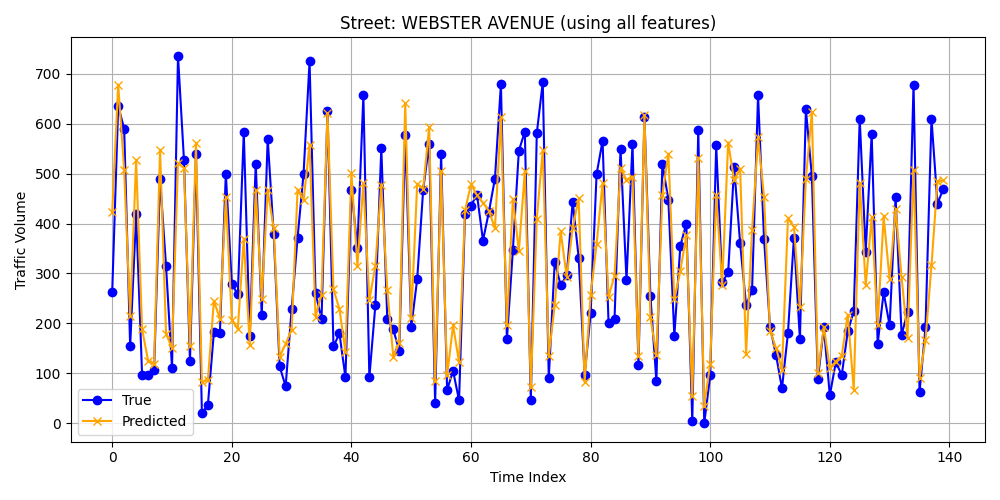 Street: WEBSTER AVENUE (using all features)
Traffic Volume
700
600
500
400
300
200
100
0
True
Predicted
0 20 40 60 80 100 120 140
Time Index